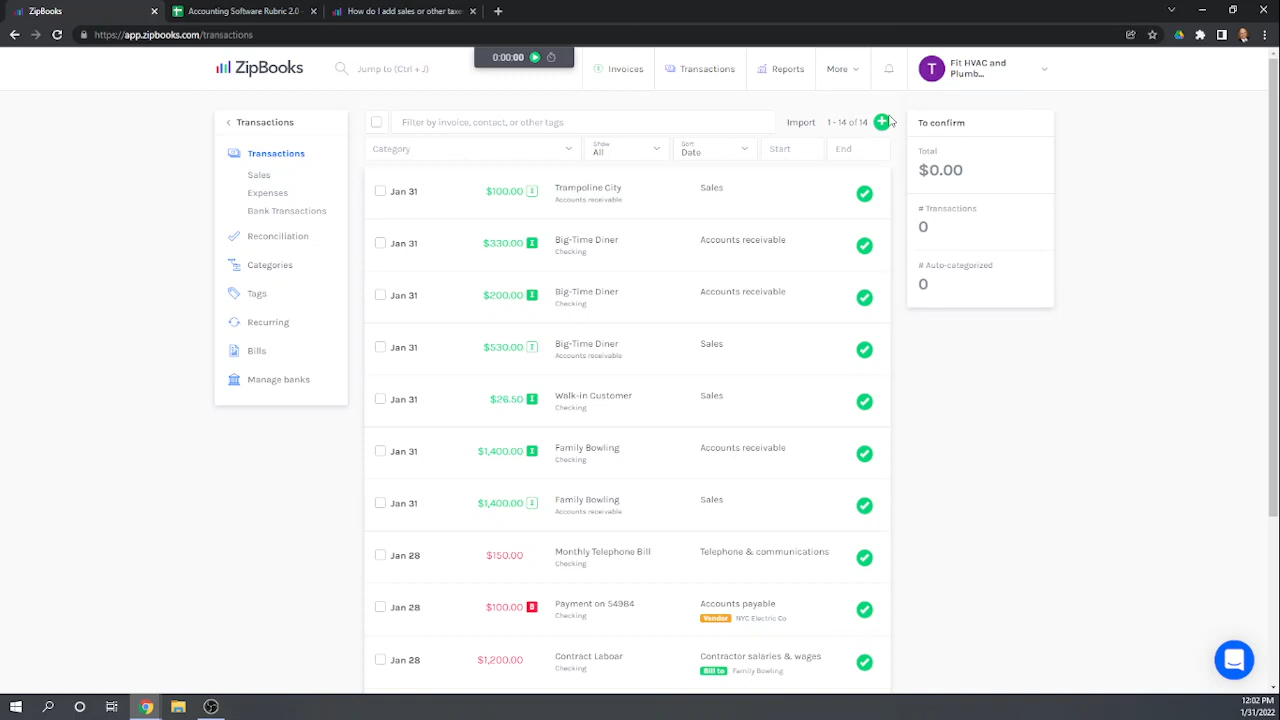 ZipBooks
Accounting Software Rubric 2.0 -
How do I add sales or other taxe
https://app.zipbooks.com/transactions
ZipBooks
Jump to (Ctrl + J)
0:00:00
Invoices
Transactions
Reports
More
T
Fit HVAC and
Plumb...
Transactions
Transactions
Sales
Expenses
Bank Transactions
Reconciliation
Categories
Tags
Recurring
Bills
Manage banks
Filter by invoice, contact, or other tags
Import 1 - 14 of 14
Category
Show
All
Sort
Date
Start
End
Jan 31 $100.00 I Trampoline City Sales
Accounts receivable
Jan 31 $330.00 I Big-Time Diner Accounts receivable
Checking
Jan 31 $200.00 I Big-Time Diner Accounts receivable
Checking
Jan 31 $530.00 I Big-Time Diner Sales
Accounts receivable
Jan 31 $26.50 I Walk-in Customer Sales
Checking
Jan 31 $1,400.00 I Family Bowling Accounts receivable
Checking
Jan 31 $1,400.00 I Family Bowling Sales
Accounts receivable
Jan 28 $150.00 Monthly Telephone Bill Telephone & communications
Checking
Jan 28 $100.00 B Payment on 54984 Accounts payable
Checking Vendor NYC Electric Co
Jan 28 $1,200.00 Contract Laboar Contractor salaries & wages
Checking Bill to Family Bowling
To confirm
Total
$0.00
# Transactions
0
# Auto-categorized
0
12:02 PM
1/31/2022